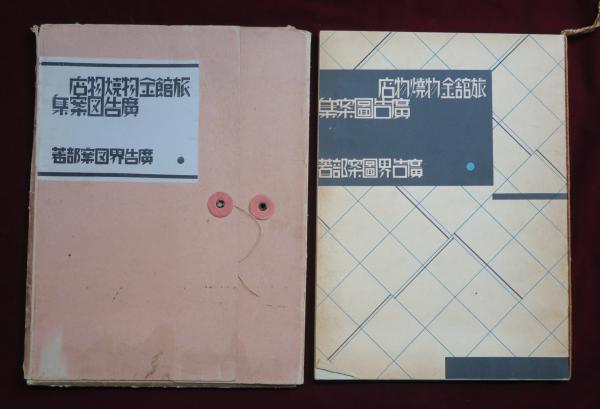 旅館金物燒物店
廣告図案集
廣告界図案部著
旅館金物燒物店
廣告圖案集
廣告界圖案部著